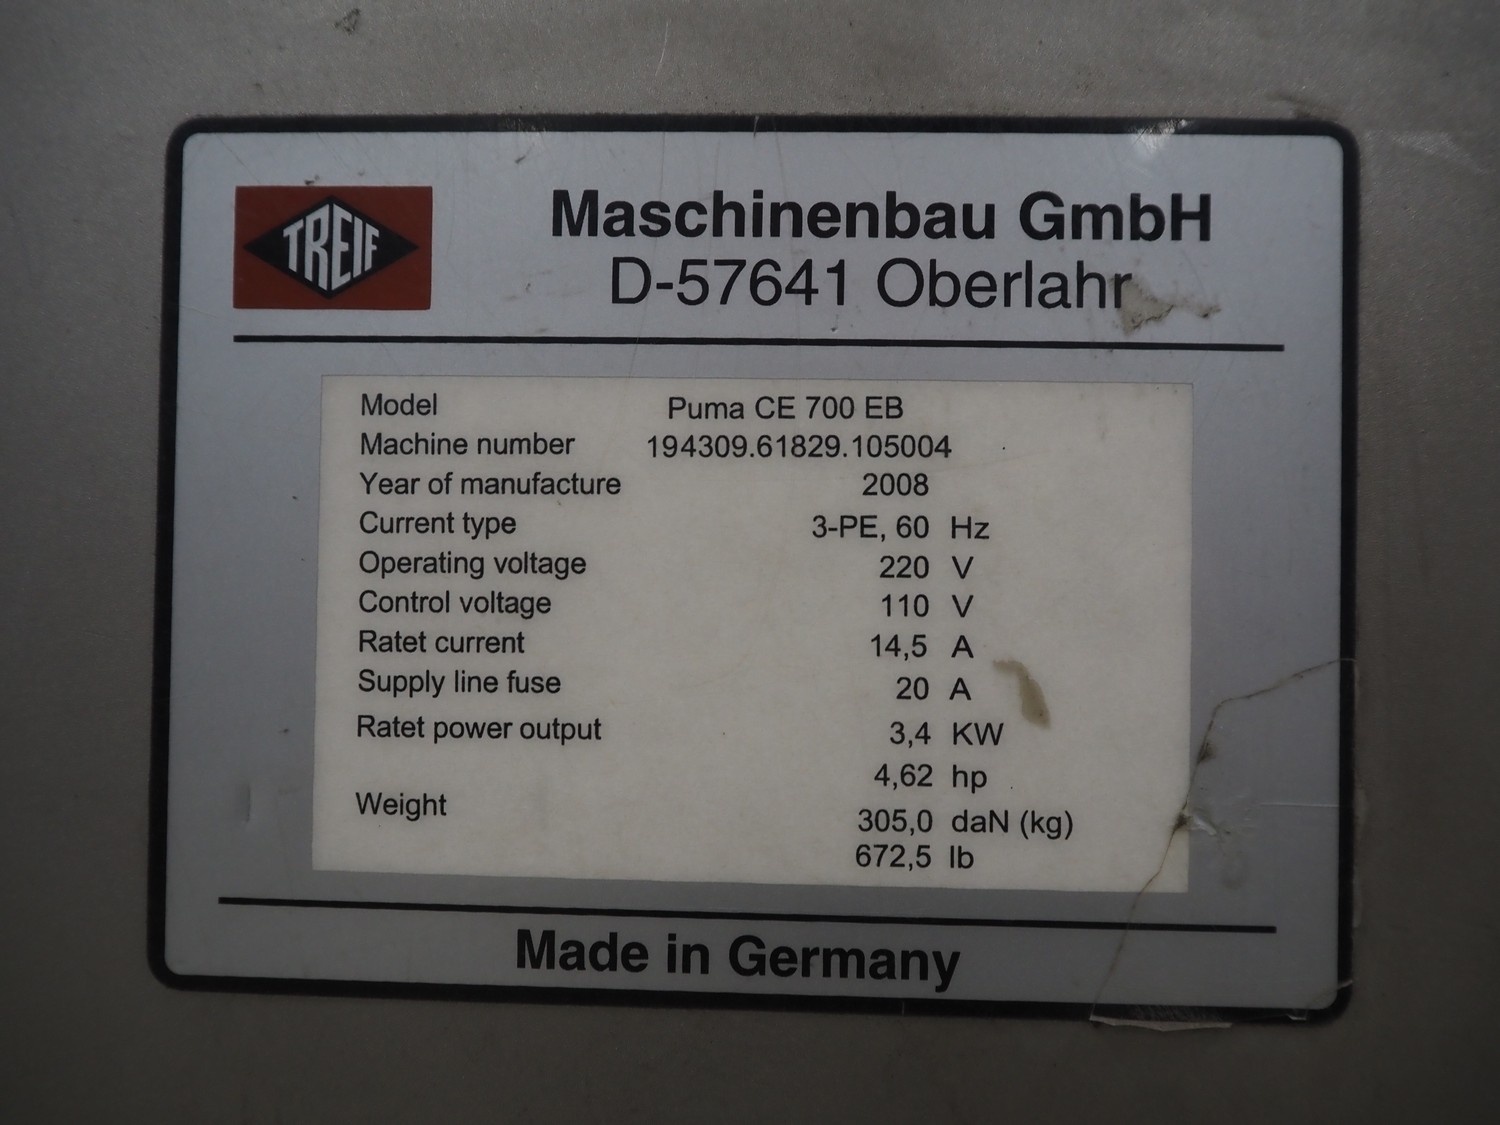 TREIF
Maschinenbau GmbH
D-57641 Oberlahr
Model Puma CE 700 EB
Machine number 194309.61829.105004
Year of manufacture 2008
Current type 3-PE, 60 Hz
Operating voltage 220 V
Control voltage 110 V
Ratet current 14,5 A
Supply line fuse 20 A
Ratet power output 3,4 KW
4,62 hp
Weight 305,0 daN (kg)
672,5 lb
Made in Germany